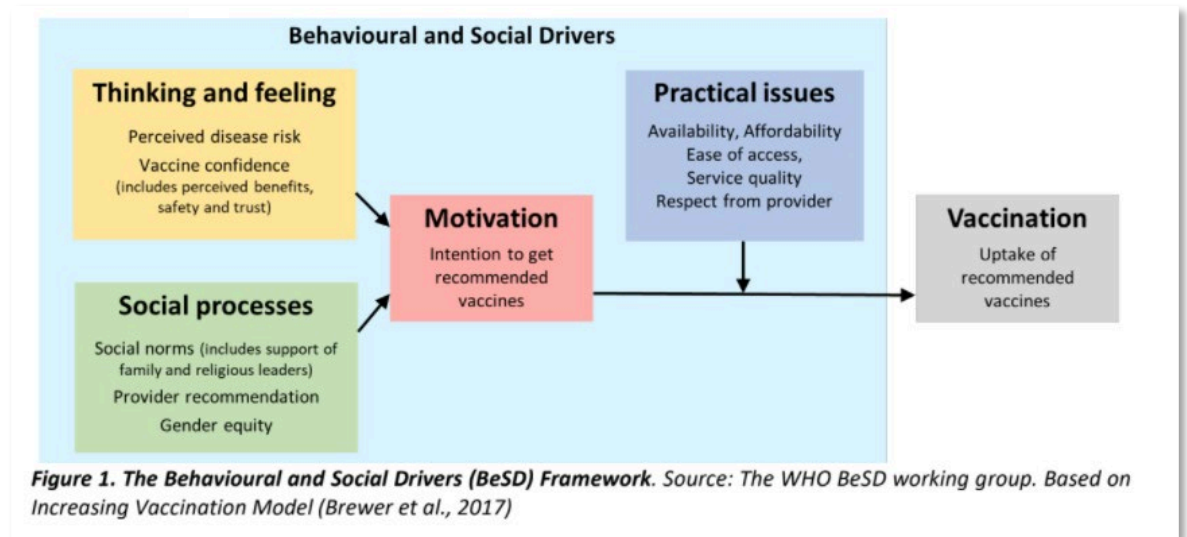 Behavioural and Social Drivers
Thinking and feeling
Perceived disease risk
Vaccine confidence
(includes perceived benefits,
safety and trust)
Social processes
Social norms (includes support of
family and religious leaders)
Provider recommendation
Gender equity
Motivation
Intention to get
recommended
vaccines
Practical issues
Availability, Affordability
Ease of access,
Service quality
Respect from provider
Vaccination
Uptake of
recommended
vaccines
Figure 1. The Behavioural and Social Drivers (BeSD) Framework. Source: The WHO BeSD working group. Based on
Increasing Vaccination Model (Brewer et al., 2017)